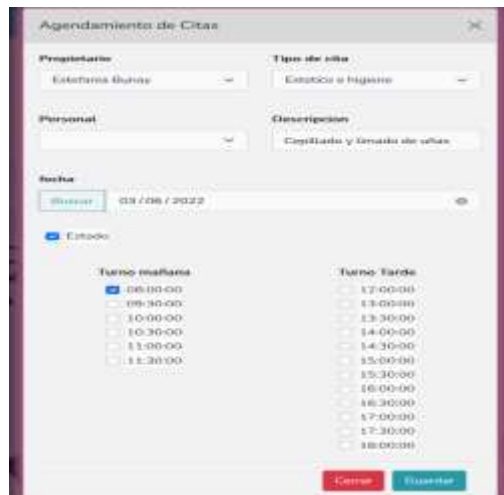 Agendamiento de Citas
Propietario
Tipo de cita
Estefania Bunay
Estetico e higiene
Personal
Descripcion
Cepillado y limado de uñas
fecha
Buscar
03/06/2022
Estado
Turno mañana
Turno Tarde
08:00:00
12:00:00
09:30:00
13:00:00
10:00:00
13:30:00
10:30:00
14:00:00
11:00:00
14:30:00
11:30:00
15:00:00
15:30:00
16:00:00
16:30:00
17:00:00
17:30:00
18:00:00
Cerrar
Guardar